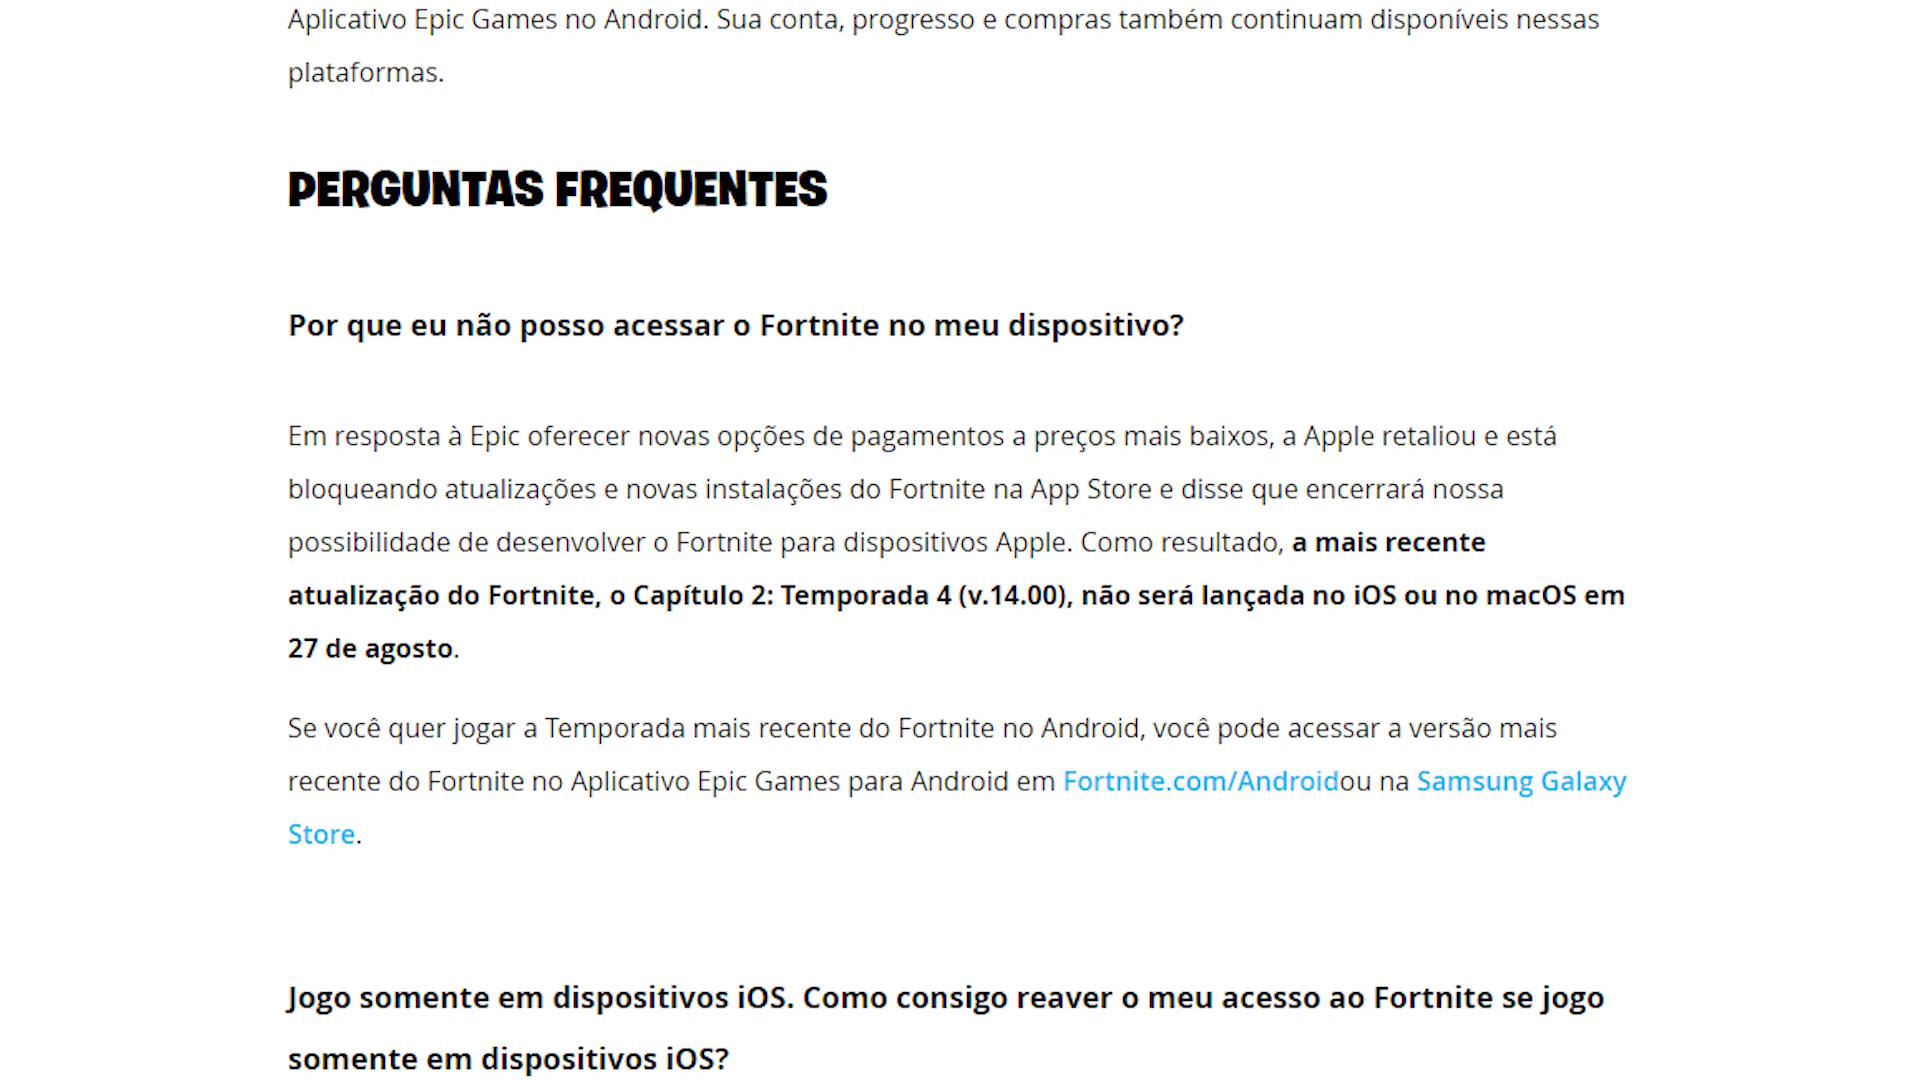 Aplicativo Epic Games no Android. Sua conta, progresso e compras também continuam disponíveis nessas
plataformas.
PERGUNTAS FREQUENTES
Por que eu não posso acessar o Fortnite no meu dispositivo?
Em resposta à Epic oferecer novas opções de pagamentos a preços mais baixos, a Apple retaliou e está
bloqueando atualizações e novas instalações do Fortnite na App Store e disse que encerrará nossa
possibilidade de desenvolver o Fortnite para dispositivos Apple. Como resultado, a mais recente
atualização do Fortnite, o Capítulo 2: Temporada 4 (v.14.00), não será lançada no iOS ou no macOS em
27 de agosto.
Se você quer jogar a Temporada mais recente do Fortnite no Android, você pode acessar a versão mais
recente do Fortnite no Aplicativo Epic Games para Android em Fortnite.com/Androidou na Samsung Galaxy
Store.
Jogo somente em dispositivos iOS. Como consigo reaver o meu acesso ao Fortnite se jogo
somente em dispositivos iOS?